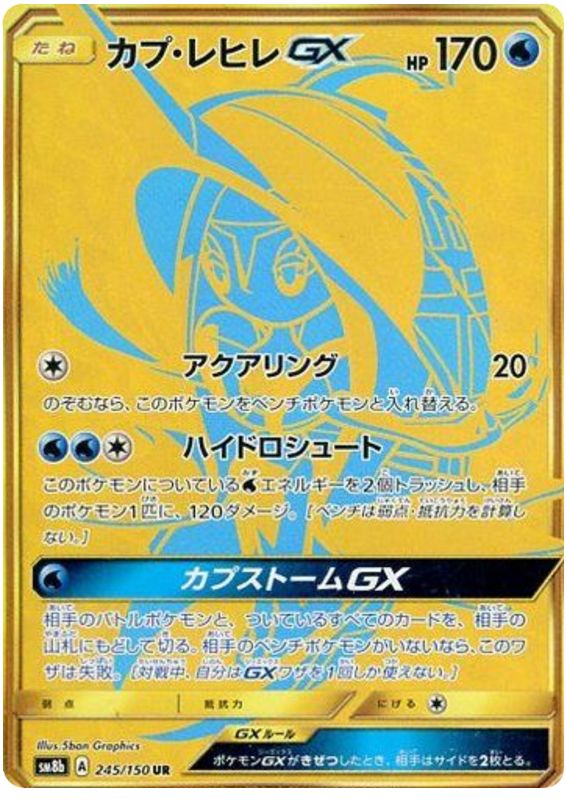 たね カプ・レヒレGX HP 170
アクアリング 20
のぞむなら、このポケモンをベンチポケモンと入れ替える。
ハイドロシュート
このポケモンについているエネルギーを2個トラッシュし、相手
のポケモン1匹に、120ダメージ。[ベンチは弱点・抵抗力を計算し
ない。]
カプストームGX
相手のバトルポケモンと、ついているすべてのカードを、相手の
山札にもどして切る。相手のベンチポケモンがいないなら、このワ
ザは失敗。[対戦中、自分はGXワザを1回しか使えない。]
弱点 抵抗力 にげる
Illus.5ban Graphics
GXルール
SM8b A 245/150 UR
ポケモンGXがきぜつしたとき、相手はサイドを2枚とる。